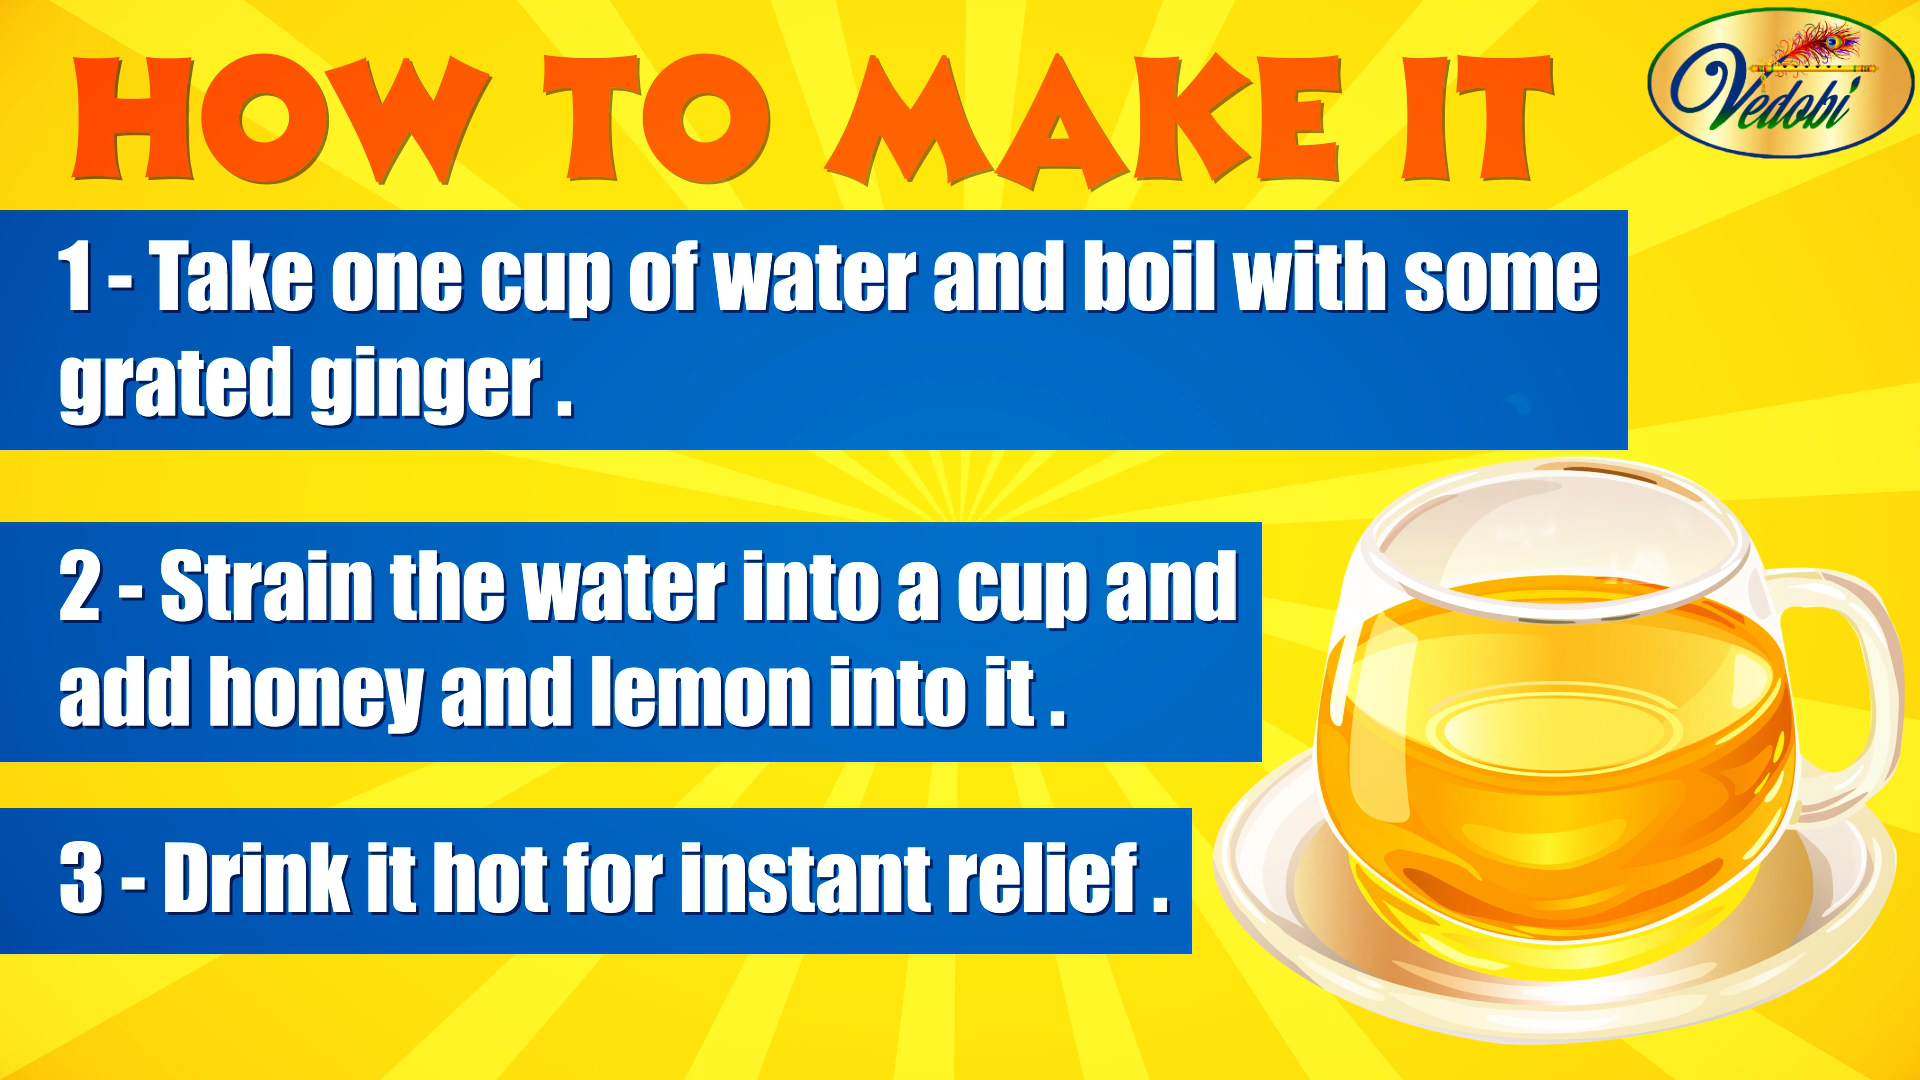 HOW TO MAKE IT
Vedobi
1 - Take one cup of water and boil with some
grated ginger .
2 - Strain the water into a cup and
add honey and lemon into it .
3 - Drink it hot for instant relief .